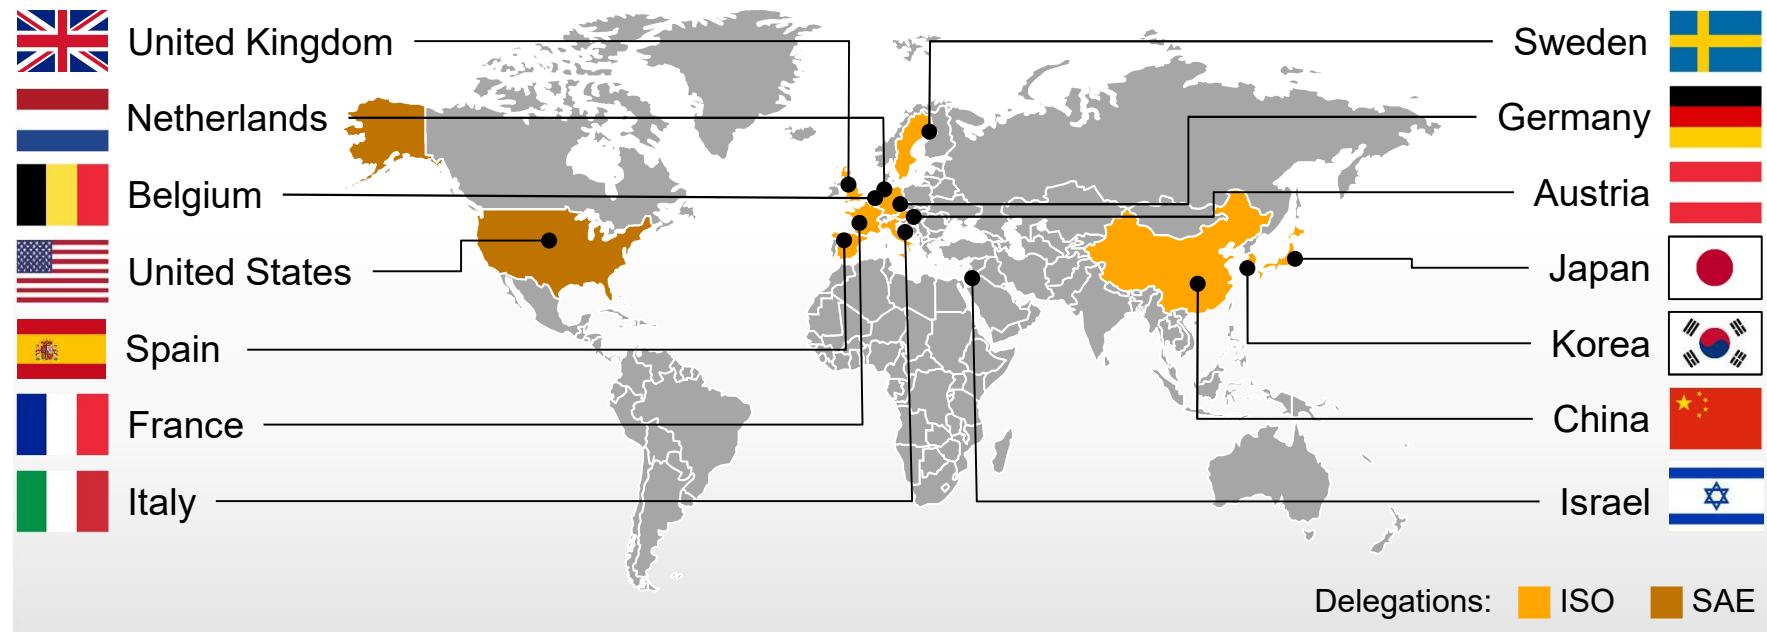 United Kingdom
Netherlands
Belgium
United States
Spain
France
Italy
Sweden
Germany
Austria
Japan
Korea
China
Israel
Delegations: ISO SAE